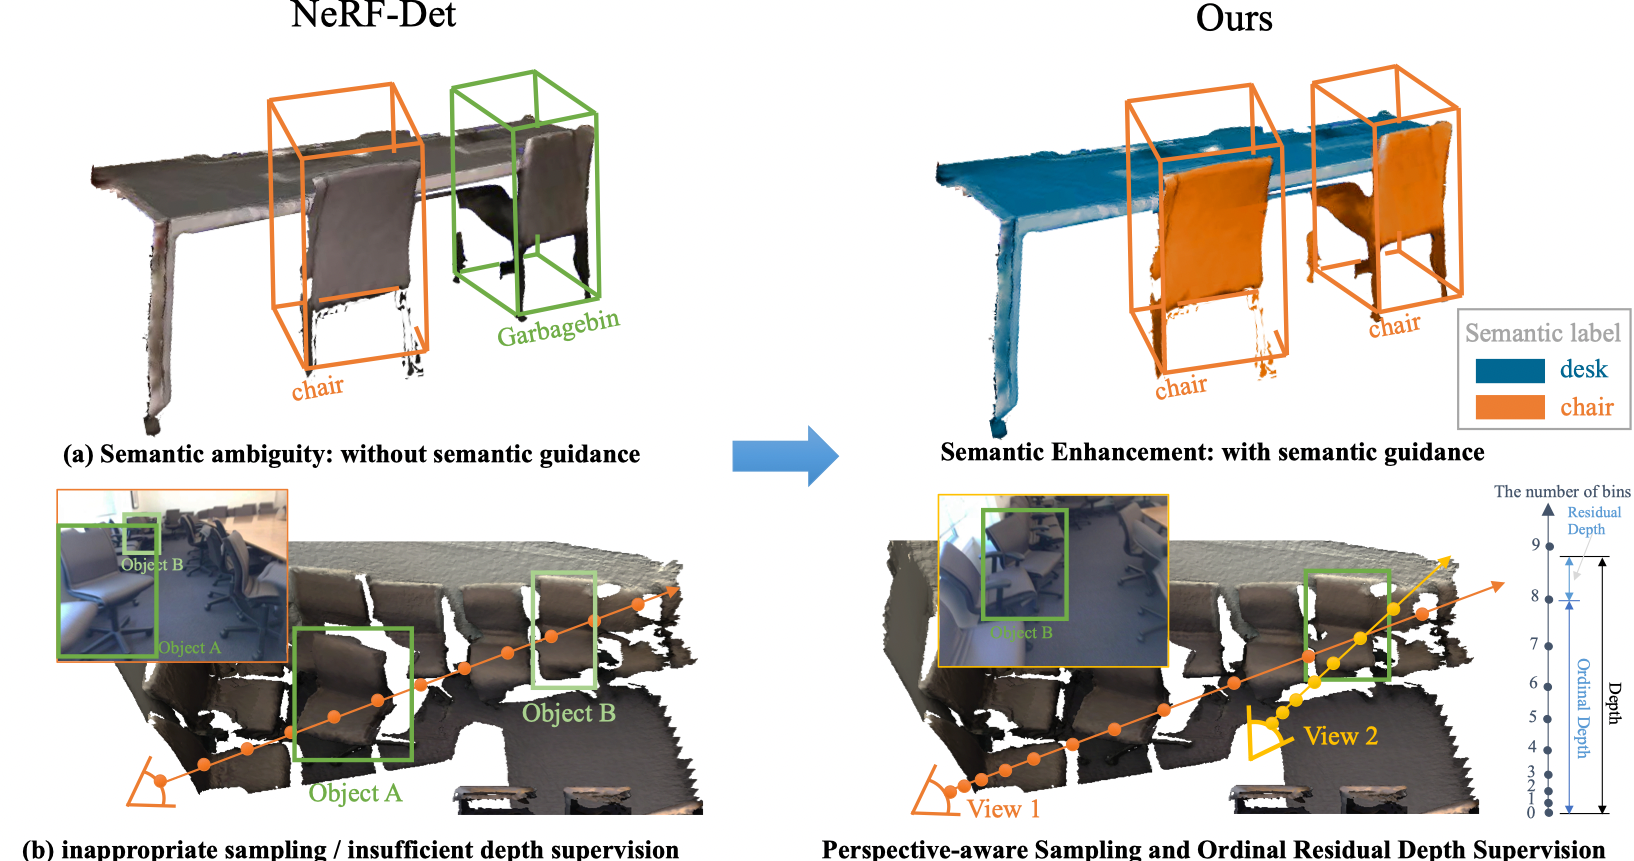 NeRF-Det
Ours
Garbagebin
chair
chair
chair
Semantic label
desk
chair
(a) Semantic ambiguity: without semantic guidance
Semantic Enhancement: with semantic guidance
Object B
Object A
Object B
Object A
Object B
View 2
View 1
The number of bins
Residual
Depth
9
8
7
6
5
4
3
2
1
0
Ordinal Depth
Depth
(b) inappropriate sampling / insufficient depth supervision
Perspective-aware Sampling and Ordinal Residual Depth Supervision